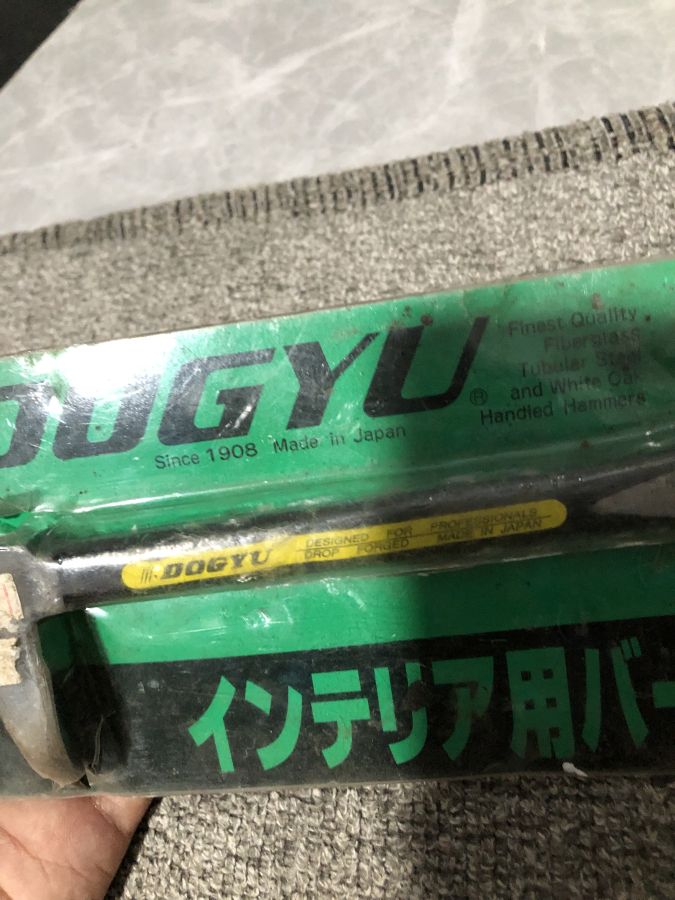 DOGYU®
Since 1908 Made in Japan
Finest Quality
Fiberglass
Tubular Steel
and White Oak
Handled Hammers
DOGYU
DESIGNED FOR PROFESSIONALS
DROP FORGED MADE IN JAPAN
インテリア用バー